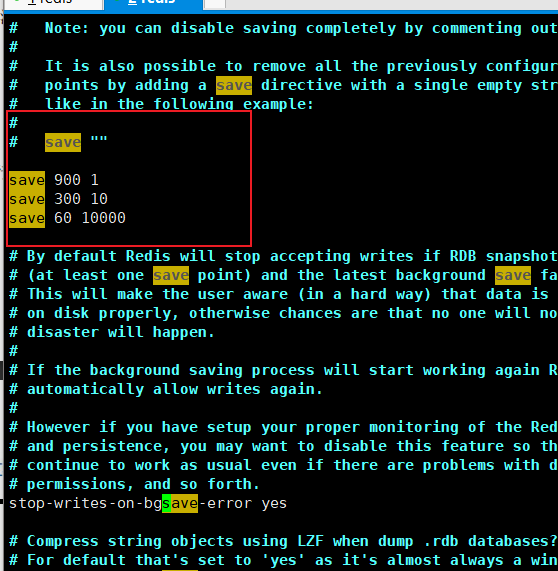 #   Note: you can disable saving completely by commenting out
#
#   It is also possible to remove all the previously configur
#   points by adding a save directive with a single empty str
#   like in the following example:
#
#   save ""

save 900 1
save 300 10
save 60 10000

# By default Redis will stop accepting writes if RDB snapshot
# (at least one save point) and the latest background save fa
# This will make the user aware (in a hard way) that data is
# on disk properly, otherwise chances are that no one will no
# disaster will happen.
#
# If the background saving process will start working again R
# automatically allow writes again.
#
# However if you have setup your proper monitoring of the Red
# and persistence, you may want to disable this feature so th
# continue to work as usual even if there are problems with d
# permissions, and so forth.
stop-writes-on-bgsave-error yes

# Compress string objects using LZF when dump .rdb databases?
# For default that's set to 'yes' as it's almost always a win